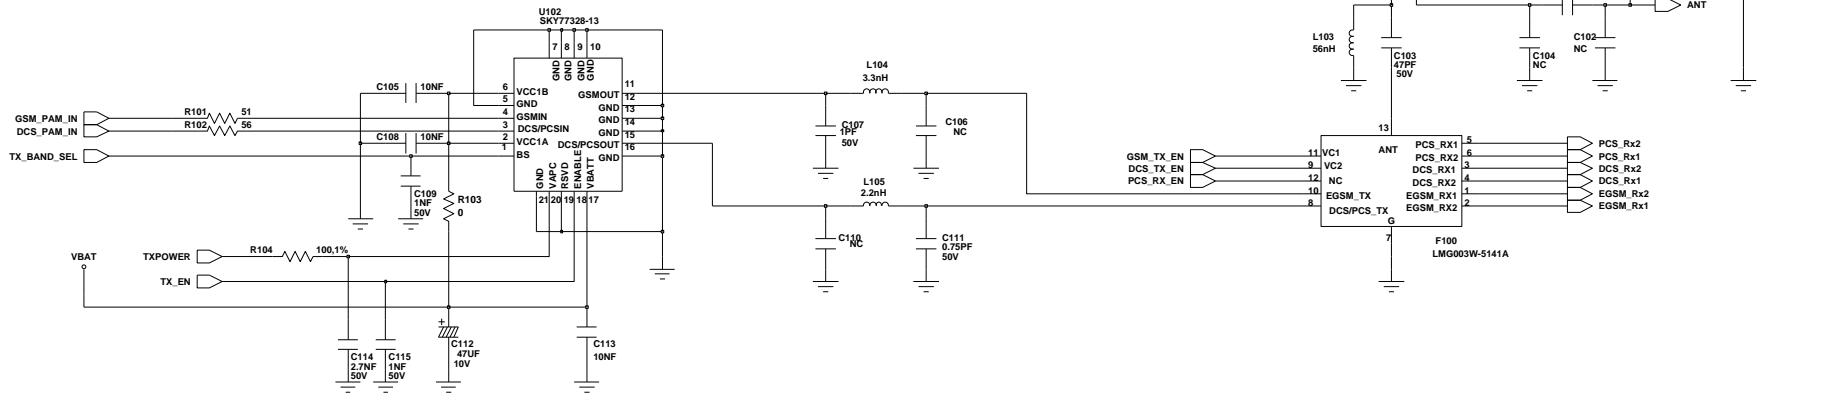 U102
SKY77328-13
ANT
7 8 9 10
GND GND GND GND
L103
56nH
C103
47PF
50V
C104
NC
C102
NC
C105 10NF
6 VCC1B
5 GND
4 GSMIN
3 DCS/PCSIN
2 VCC1A
1 BS
GSMOUT 11
GND 12
GND 13
GND 14
DCS/PCSOUT 15
GND 16
GSM_PAM_IN
R101 51
DCS_PAM_IN
R102 56
C108 10NF
TX_BAND_SEL
GND VAPC RSVD ENABLE VBATT
21 20 19 18 17
C109
1NF
50V
R103
0
L104
3.3nH
C107
1PF
50V
C106
NC
L105
2.2nH
C110
NC
C111
0.75PF
50V
GSM_TX_EN
DCS_TX_EN
PCS_RX_EN
13
ANT
11 VC1
9 VC2
12 NC
10 EGSM_TX
8 DCS/PCS_TX
PCS_RX1 5 PCS_Rx2
PCS_RX2 6 PCS_Rx1
DCS_RX1 3 DCS_Rx2
DCS_RX2 4 DCS_Rx1
EGSM_RX1 1 EGSM_Rx2
EGSM_RX2 2 EGSM_Rx1
G
7
F100
LMG003W-5141A
VBAT
TXPOWER
R104 100,1%
TX_EN
+
C112
47UF
10V
C113
10NF
C114
2.7NF
50V
C115
1NF
50V